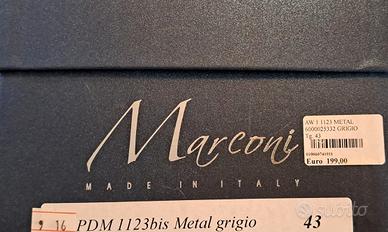 Marconi
MADE IN ITALY
AW 1 1123 METAL
6000025332 GRIGIO
Tg. 43
Euro 199,00
9 16
PDM 1123bis Metal grigio 43
subito